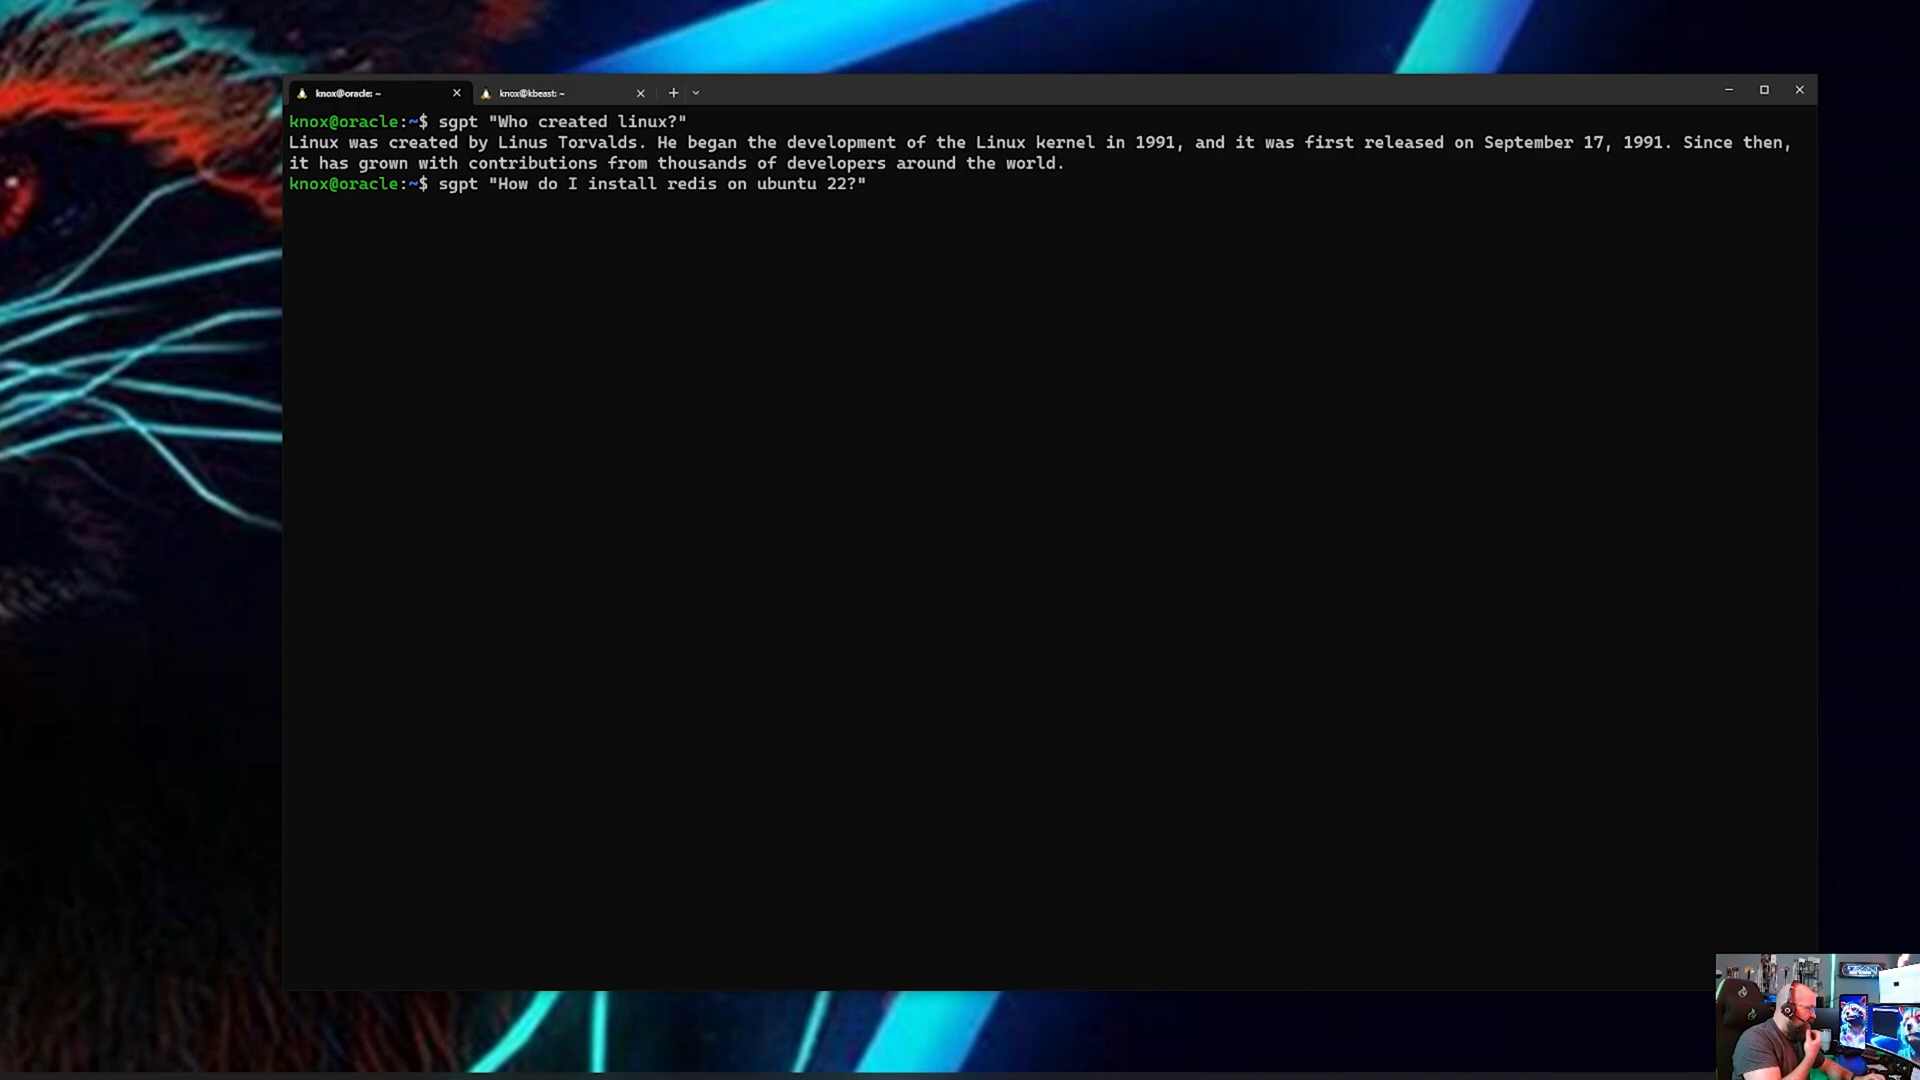 knox@oracle: ~
knox@kbeast: ~
knox@oracle:~$ sgpt "Who created linux?"
Linux was created by Linus Torvalds. He began the development of the Linux kernel in 1991, and it was first released on September 17, 1991. Since then,
it has grown with contributions from thousands of developers around the world.
knox@oracle:~$ sgpt "How do I install redis on ubuntu 22?"